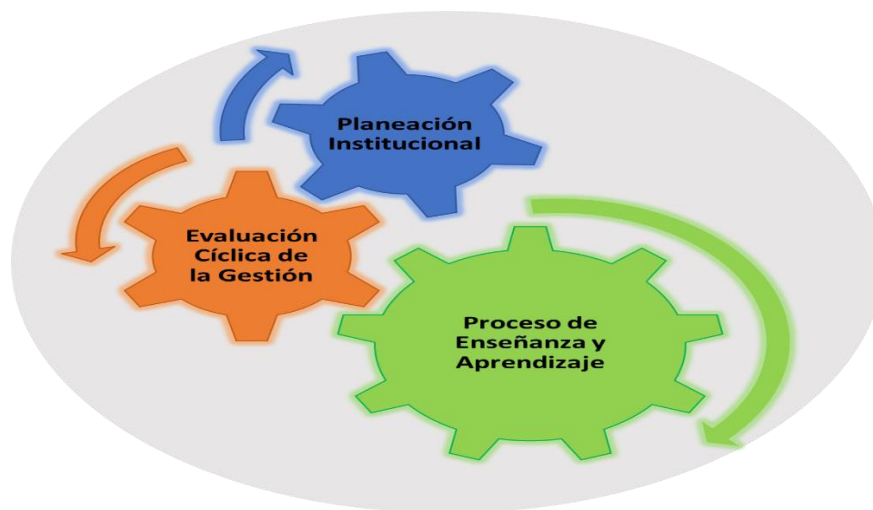 Planeación
Institucional
Evaluación
Cíclica de
la Gestión
Proceso de
Enseñanza y
Aprendizaje